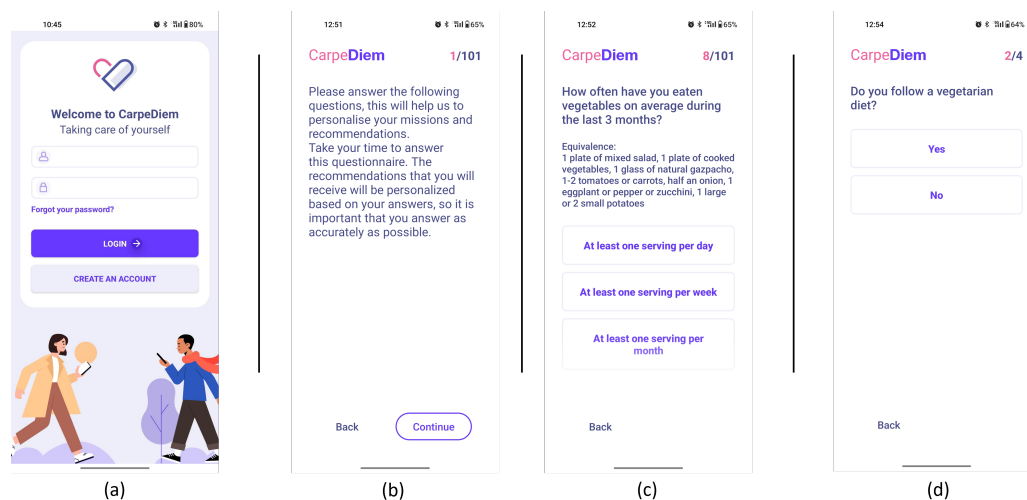 10:45
80%
Welcome to CarpeDiem
Taking care of yourself
Forgot your password?
LOGIN →
CREATE AN ACCOUNT
(a)
12:51
65%
CarpeDiem 1/101
Please answer the following
questions, this will help us to
personalise your missions and
recommendations.
Take your time to answer
this questionnaire. The
recommendations that you will
receive will be personalized
based on your answers, so it is
important that you answer as
accurately as possible.
Back Continue
(b)
12:52
65%
CarpeDiem 8/101
How often have you eaten
vegetables on average during
the last 3 months?
Equivalence:
1 plate of mixed salad, 1 plate of cooked
vegetables, 1 glass of natural gazpacho,
1-2 tomatoes or carrots, half an onion, 1
eggplant or pepper or zucchini, 1 large
or 2 small potatoes
At least one serving per day
At least one serving per week
At least one serving per
month
Back
(c)
12:54
64%
CarpeDiem 2/4
Do you follow a vegetarian
diet?
Yes
No
Back
(d)